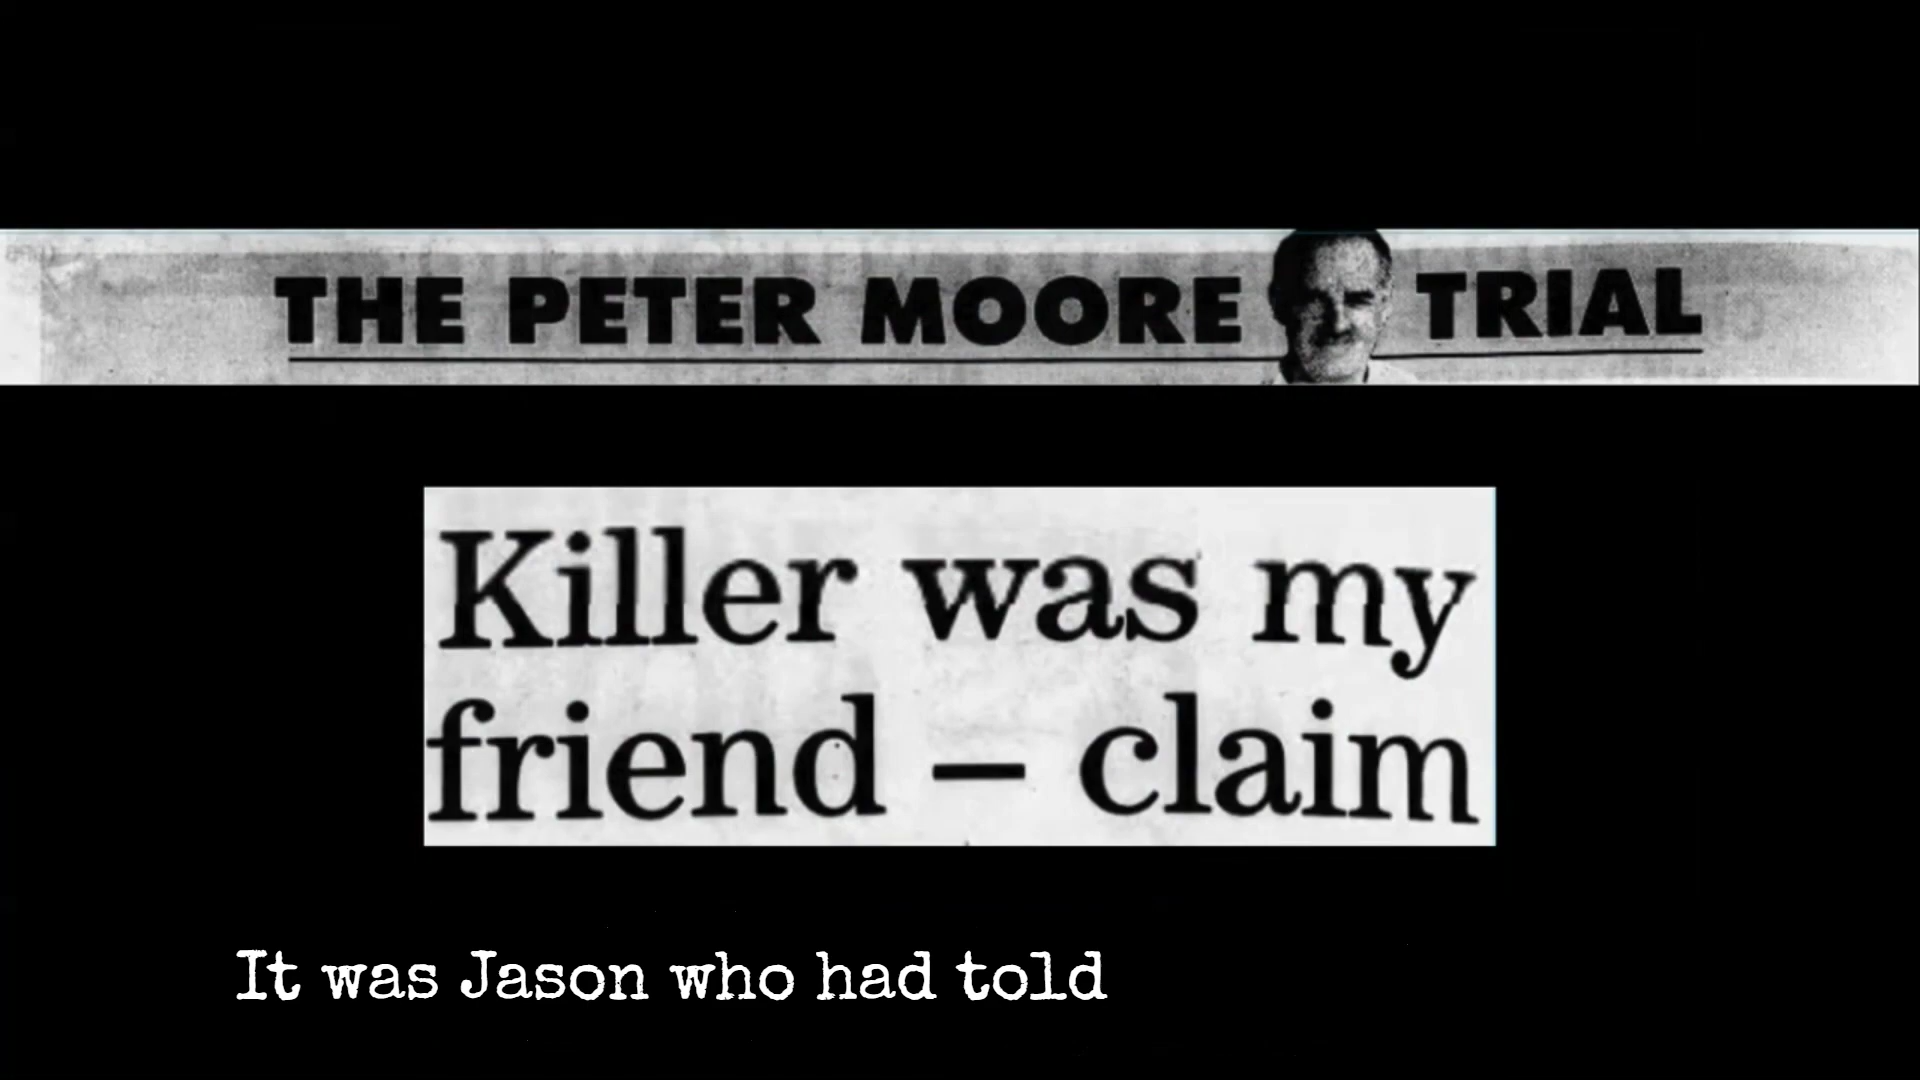 THE PETER MOORE TRIAL
Killer was my
friend – claim
It was Jason who had told